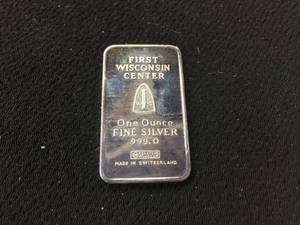 FIRST
WISCONSIN
CENTER
One Ounce
FINE SILVER
999.0
MADE IN SWITZERLAND